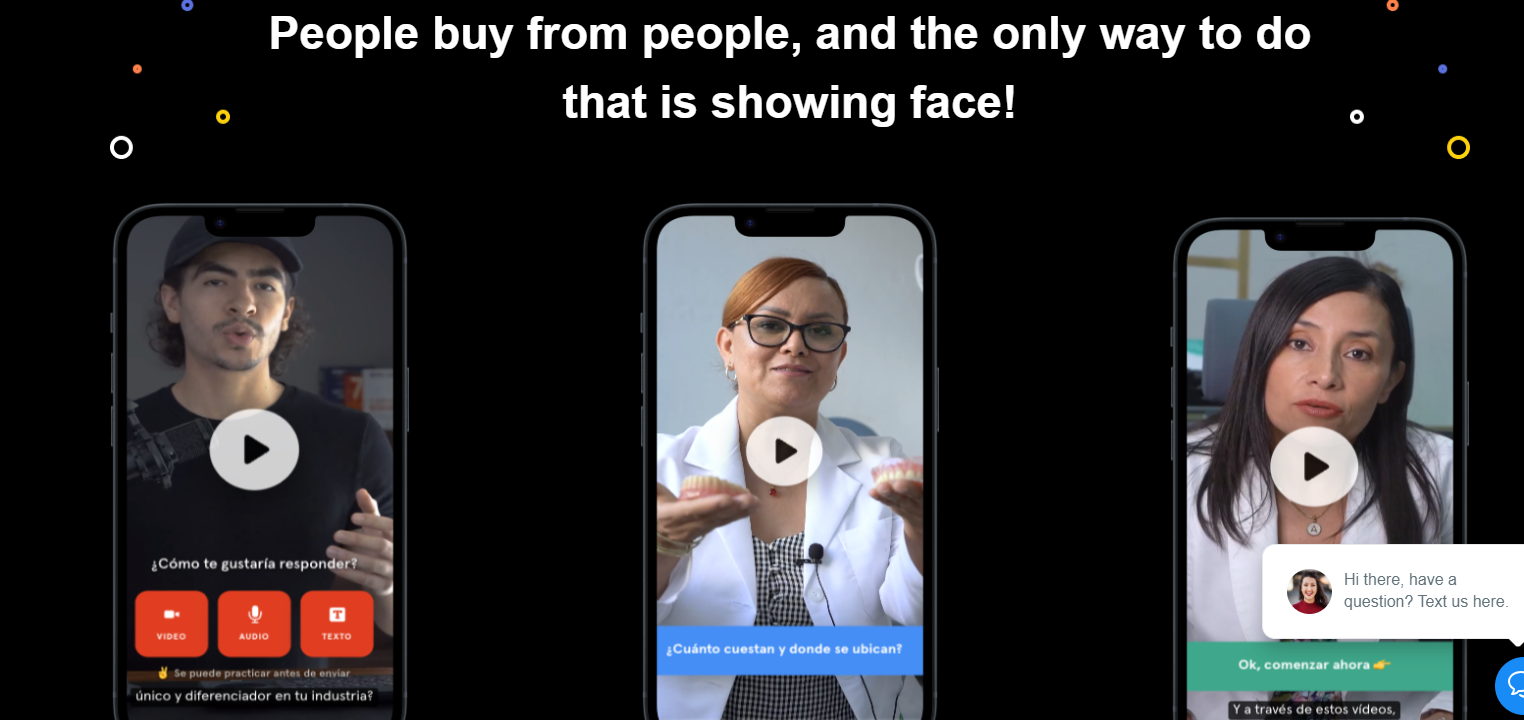 People buy from people, and the only way to do
that is showing face!
¿Cómo te gustaría responder?
VIDEO
AUDIO
TEXTO
✌️ Se puede practicar antes de enviar
único y diferenciador en tu industria?
¿Cuánto cuestan y donde se ubican?
A
Hi there, have a
question? Text us here.
Ok, comenzar ahora 👉
Y a través de estos vídeos,